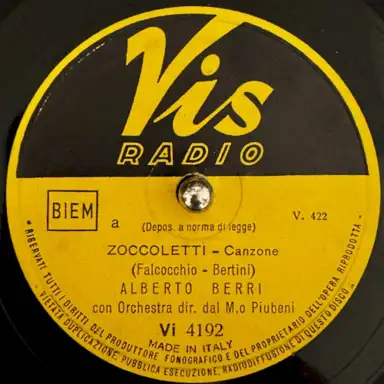 Vis
RADIO
BIEM
a
(Depos. a norma di legge)
V. 422
ZOCCOLETTI - Canzone
(Falcocchio - Bertini)
ALBERTO BERRI
con Orchestra dir. dal M.o Piubeni
Vi 4192
MADE IN ITALY
* RISERVATI TUTTI I DIRITTI DEL PRODUTTORE FONOGRAFICO E DEL PROPRIETARIO DELL'OPERA RIPRODOTTA *
VIETATA DUPLICAZIONE, PUBBLICA ESECUZIONE, RADIODIFFUSIONE DI QUESTO DISCO